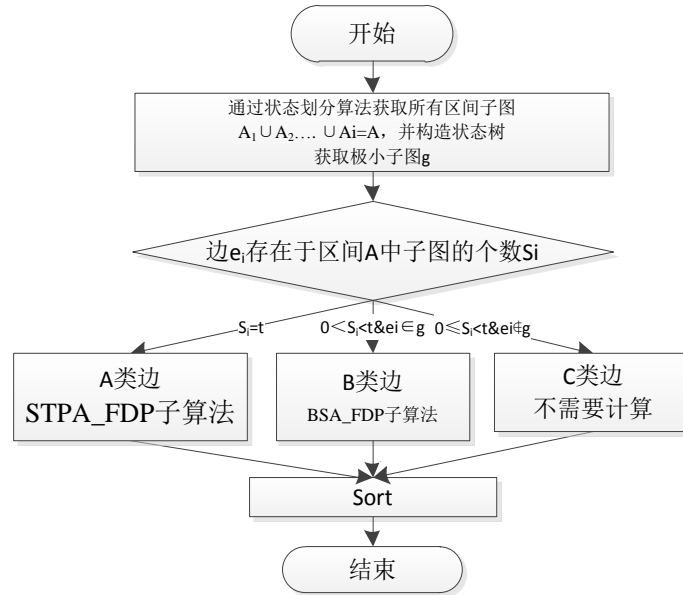 开始
通过状态划分算法获取所有区间子图
A₁∪A₂…. ∪Ai=A，并构造状态树
获取极小子图g
边eᵢ存在于区间A中子图的个数Si
Sᵢ=t
0＜Sᵢ<t&ei∈g
0≤Sᵢ<t&ei∉g
A类边
STPA_FDP子算法
B类边
BSA_FDP子算法
C类边
不需要计算
Sort
结束